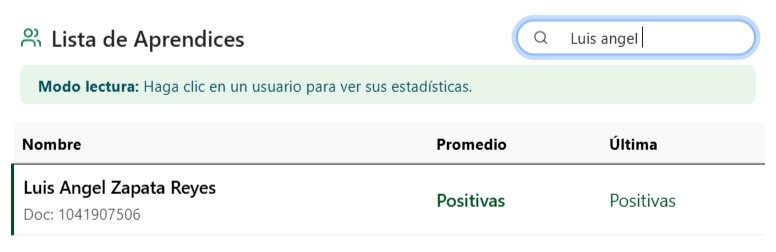 Lista de Aprendices
Luis angel
Modo lectura: Haga clic en un usuario para ver sus estadísticas.
Nombre Promedio Última
Luis Angel Zapata Reyes Positivas Positivas
Doc: 1041907506